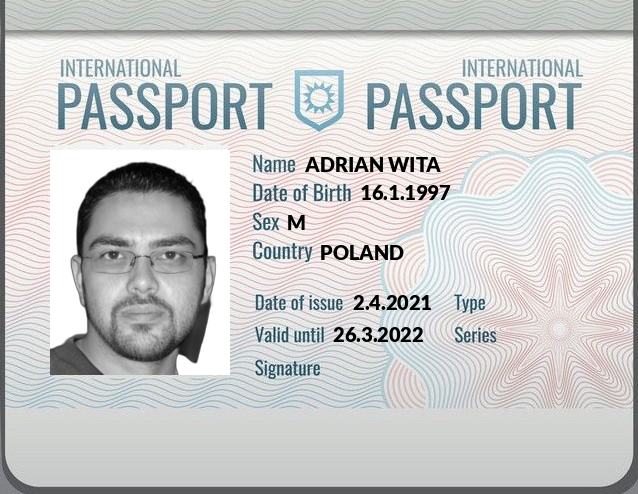 INTERNATIONAL INTERNATIONAL
PASSPORT PASSPORT
Name ADRIAN WITA
Date of Birth 16.1.1997
Sex M
Country POLAND
Date of issue 2.4.2021 Type
Valid until 26.3.2022 Series
Signature